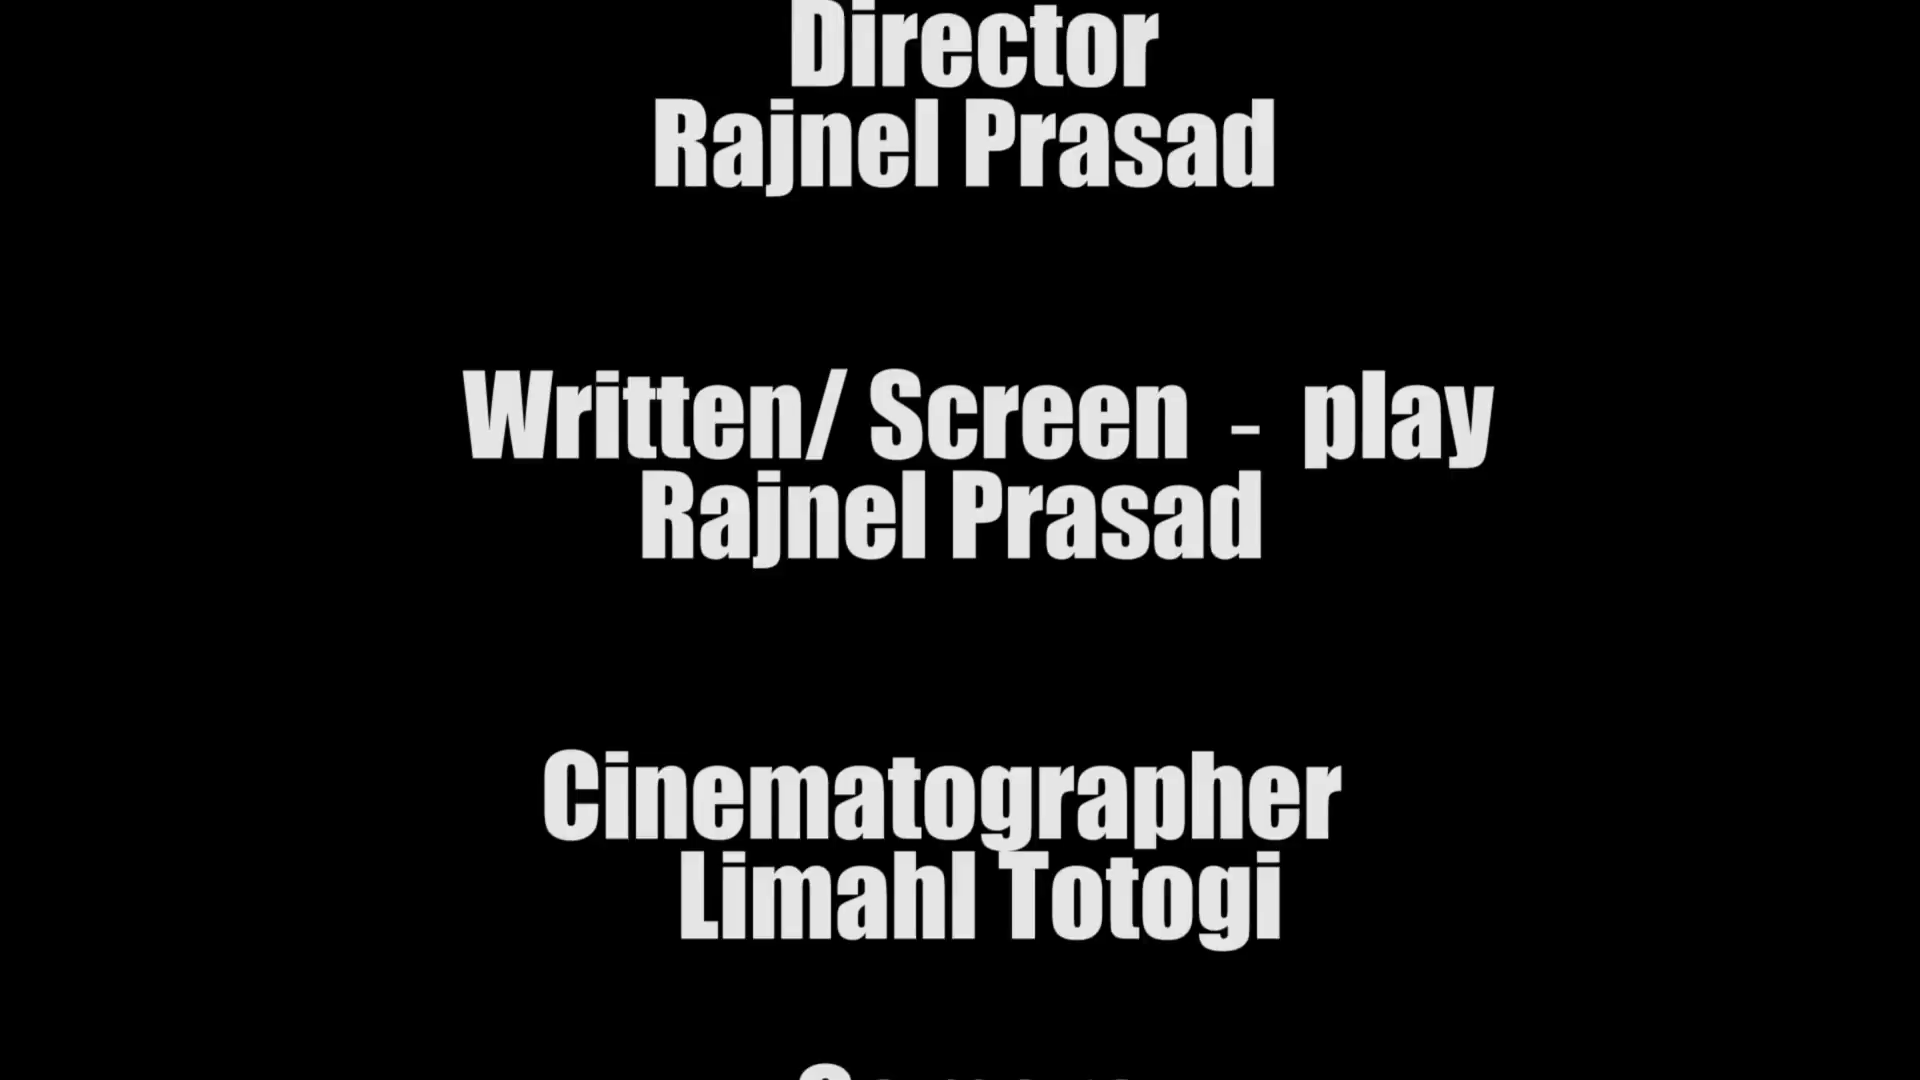 Director
Rajnel Prasad
Written/ Screen - play
Rajnel Prasad
Cinematographer
Limahl Totogi